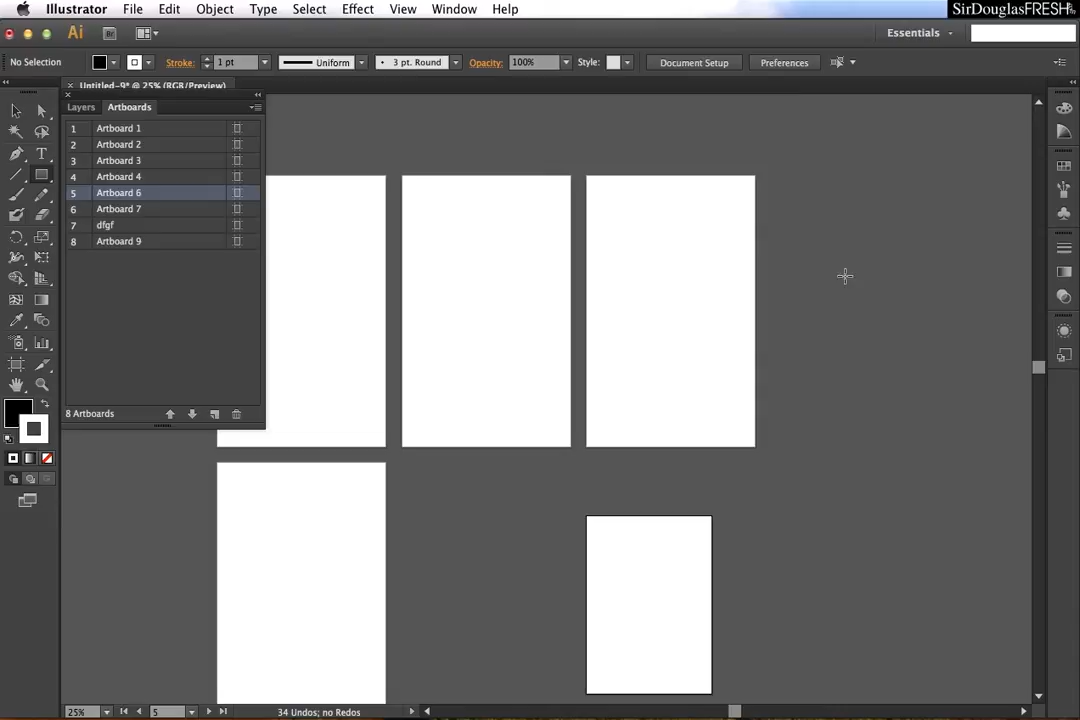 Illustrator File Edit Object Type Select Effect View Window Help SirDouglasFRESH
Ai Br Essentials
No Selection Stroke: 1 pt Uniform 3 pt. Round Opacity: 100% Style: Document Setup Preferences
Untitled-9* @ 25% (RGB/Preview)
Layers Artboards
1 Artboard 1
2 Artboard 2
3 Artboard 3
4 Artboard 4
5 Artboard 6
6 Artboard 7
7 dfgf
8 Artboard 9
8 Artboards
25% 5 34 Undos; no Redos